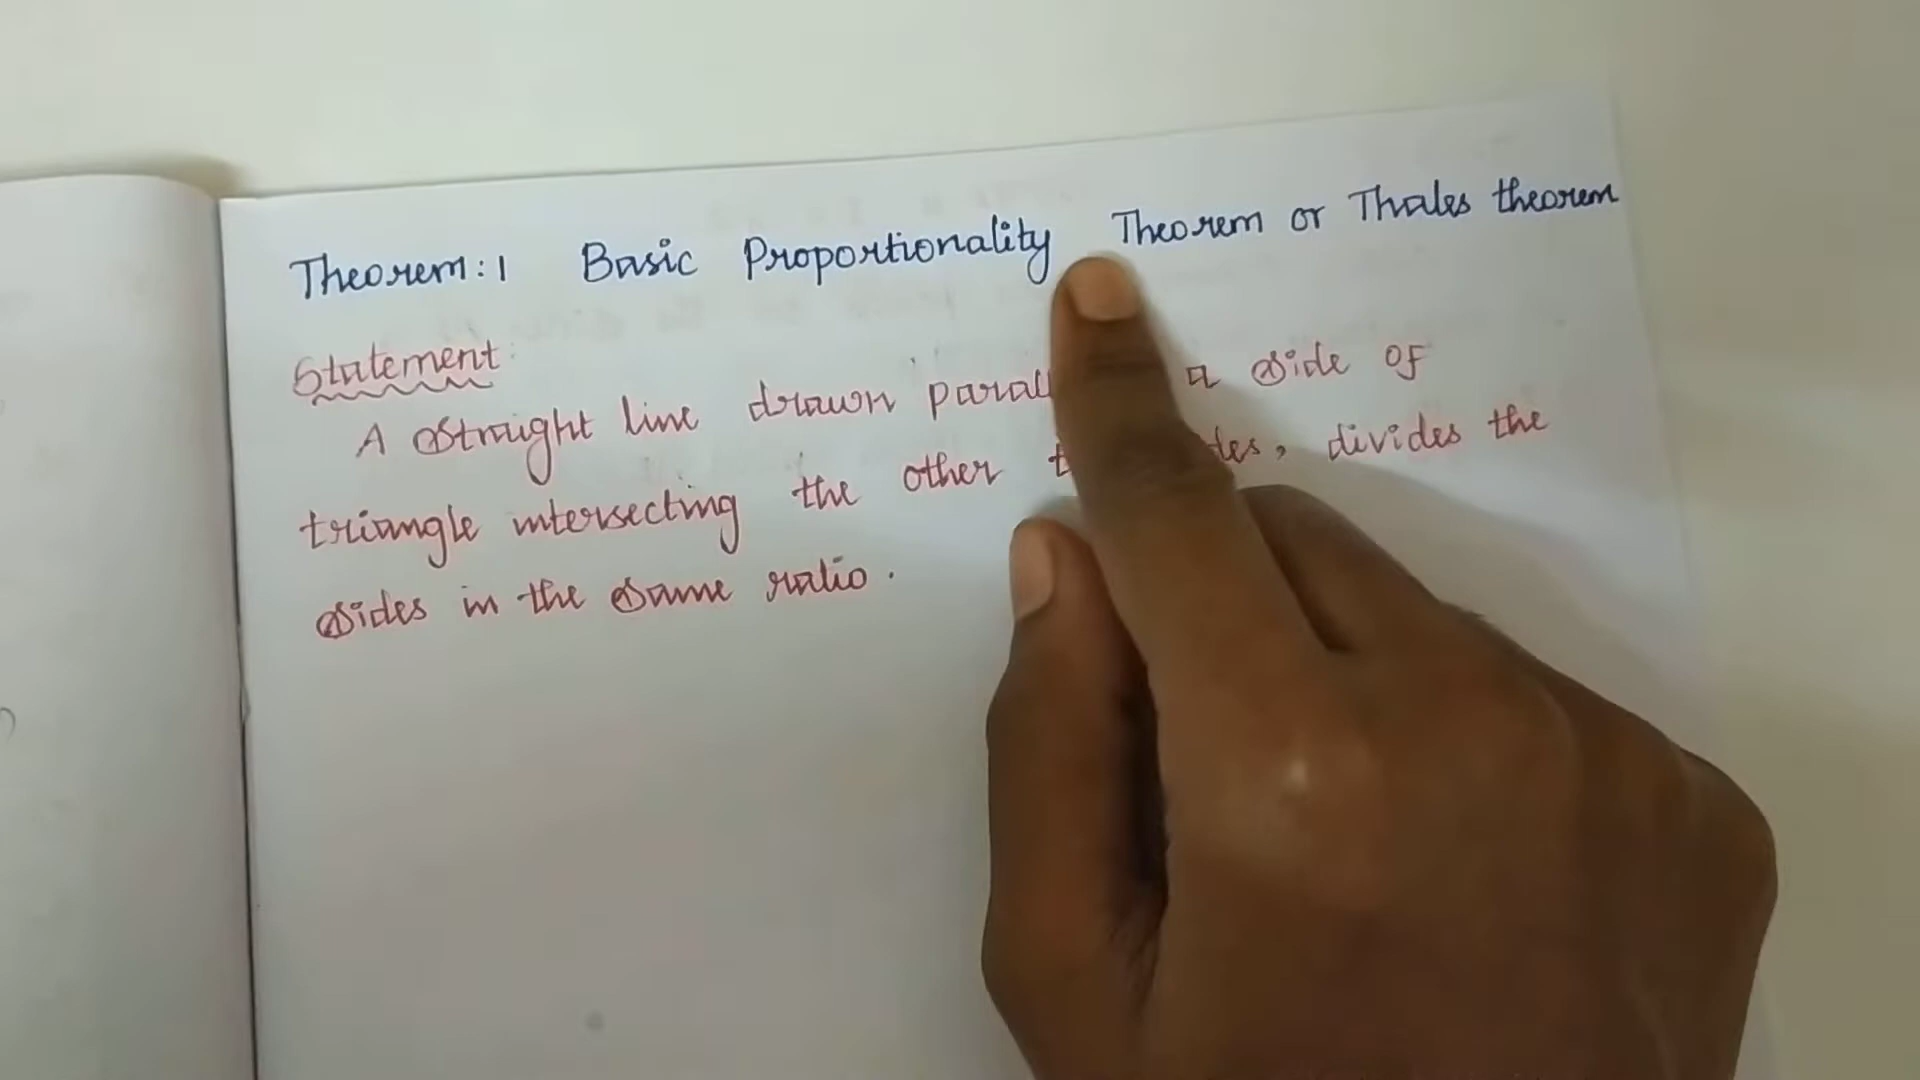 Theorem:1 Basic Proportionality Theorem or Thales theorem
Statement:
A straight line drawn paral a side of
triangle intersecting the other des, divides the
sides in the same ratio.